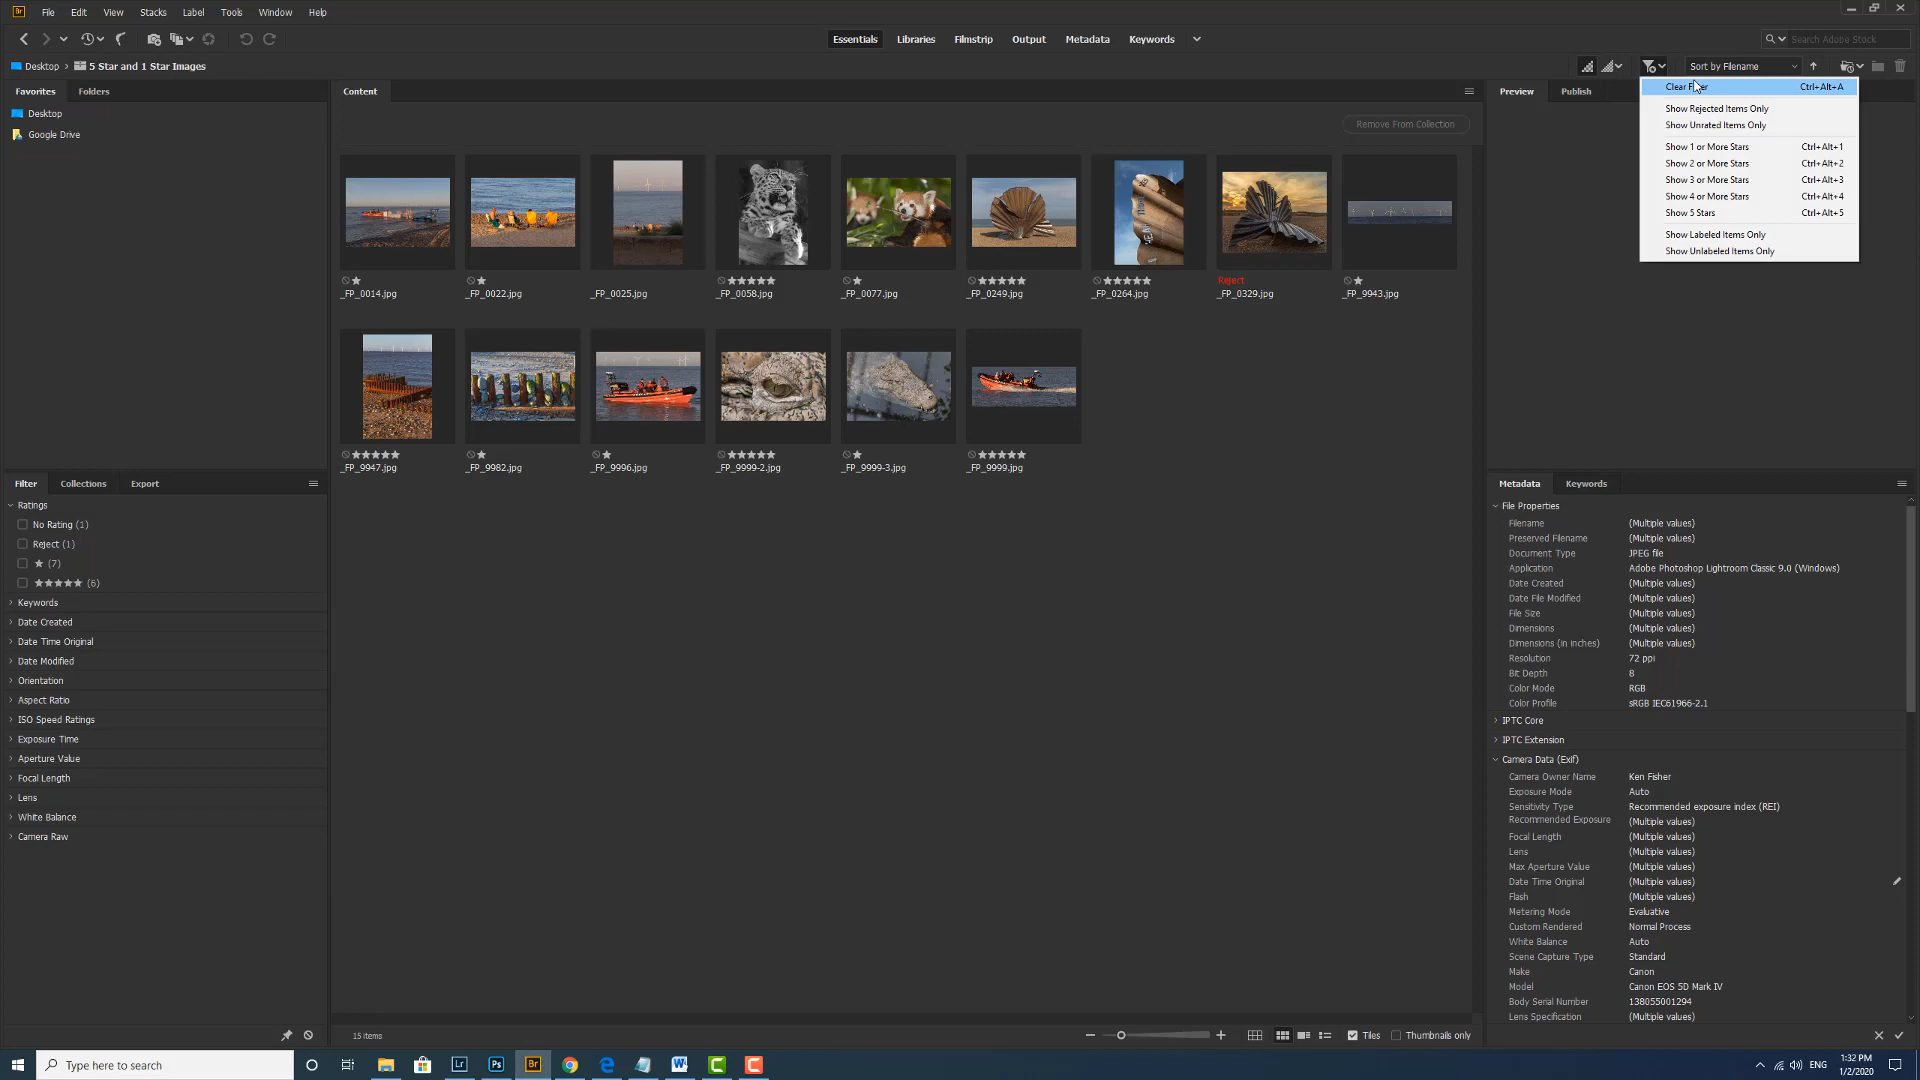 Br File Edit View Stacks Label Tools Window Help
Essentials Libraries Filmstrip Output Metadata Keywords Search Adobe Stock
Desktop 5 Star and 1 Star Images Sort by Filename
Favorites Folders
Desktop
Google Drive
Content
Remove From Collection
_FP_0014.jpg _FP_0022.jpg _FP_0025.jpg _FP_0058.jpg _FP_0077.jpg _FP_0249.jpg _FP_0264.jpg Reject _FP_0329.jpg _FP_9943.jpg
_FP_9947.jpg _FP_9982.jpg _FP_9996.jpg _FP_9999-2.jpg _FP_9999-3.jpg _FP_9999.jpg
Preview Publish
Clear Filter Ctrl+Alt+A
Show Rejected Items Only
Show Unrated Items Only
Show 1 or More Stars Ctrl+Alt+1
Show 2 or More Stars Ctrl+Alt+2
Show 3 or More Stars Ctrl+Alt+3
Show 4 or More Stars Ctrl+Alt+4
Show 5 Stars Ctrl+Alt+5
Show Labeled Items Only
Show Unlabeled Items Only
Filter Collections Export
Ratings
No Rating (1)
Reject (1)
★ (7)
★★★★★ (6)
Keywords
Date Created
Date Time Original
Date Modified
Orientation
Aspect Ratio
ISO Speed Ratings
Exposure Time
Aperture Value
Focal Length
Lens
White Balance
Camera Raw
Metadata Keywords
File Properties
Filename (Multiple values)
Preserved Filename (Multiple values)
Document Type JPEG file
Application Adobe Photoshop Lightroom Classic 9.0 (Windows)
Date Created (Multiple values)
Date File Modified (Multiple values)
File Size (Multiple values)
Dimensions (Multiple values)
Dimensions (in inches) (Multiple values)
Resolution 72 ppi
Bit Depth 8
Color Mode RGB
Color Profile sRGB IEC61966-2.1
IPTC Core
IPTC Extension
Camera Data (Exif)
Camera Owner Name Ken Fisher
Exposure Mode Auto
Sensitivity Type Recommended exposure index (REI)
Recommended Exposure (Multiple values)
Focal Length (Multiple values)
Lens (Multiple values)
Max Aperture Value (Multiple values)
Date Time Original (Multiple values)
Flash (Multiple values)
Metering Mode Evaluative
Custom Rendered Normal Process
White Balance Auto
Scene Capture Type Standard
Make Canon
Model Canon EOS 5D Mark IV
Body Serial Number 138055001294
Lens Specification (Multiple values)
15 items Tiles Thumbnails only
Type here to search Lr Ps Br ENG 1:32 PM
1/2/2020